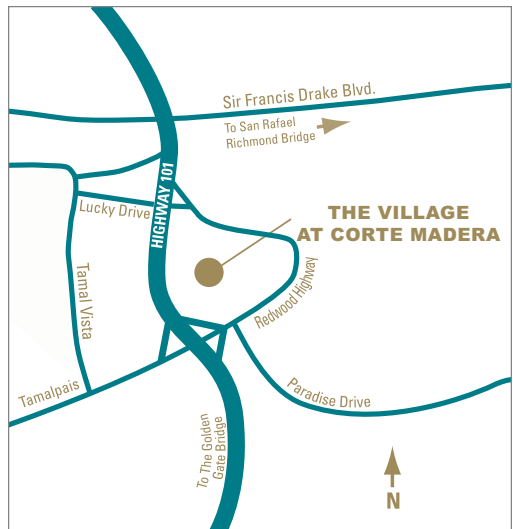 Sir Francis Drake Blvd.
To San Rafael
Richmond Bridge
HIGHWAY 101
Lucky Drive
THE VILLAGE
AT CORTE MADERA
Tamal Vista
Redwood Highway
Tamalpais
Paradise Drive
To The Golden
Gate Bridge
N